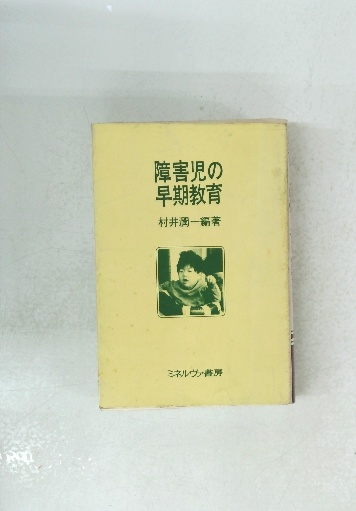 障害児の
早期教育
村井潤一編著
ミネルヴァ書房